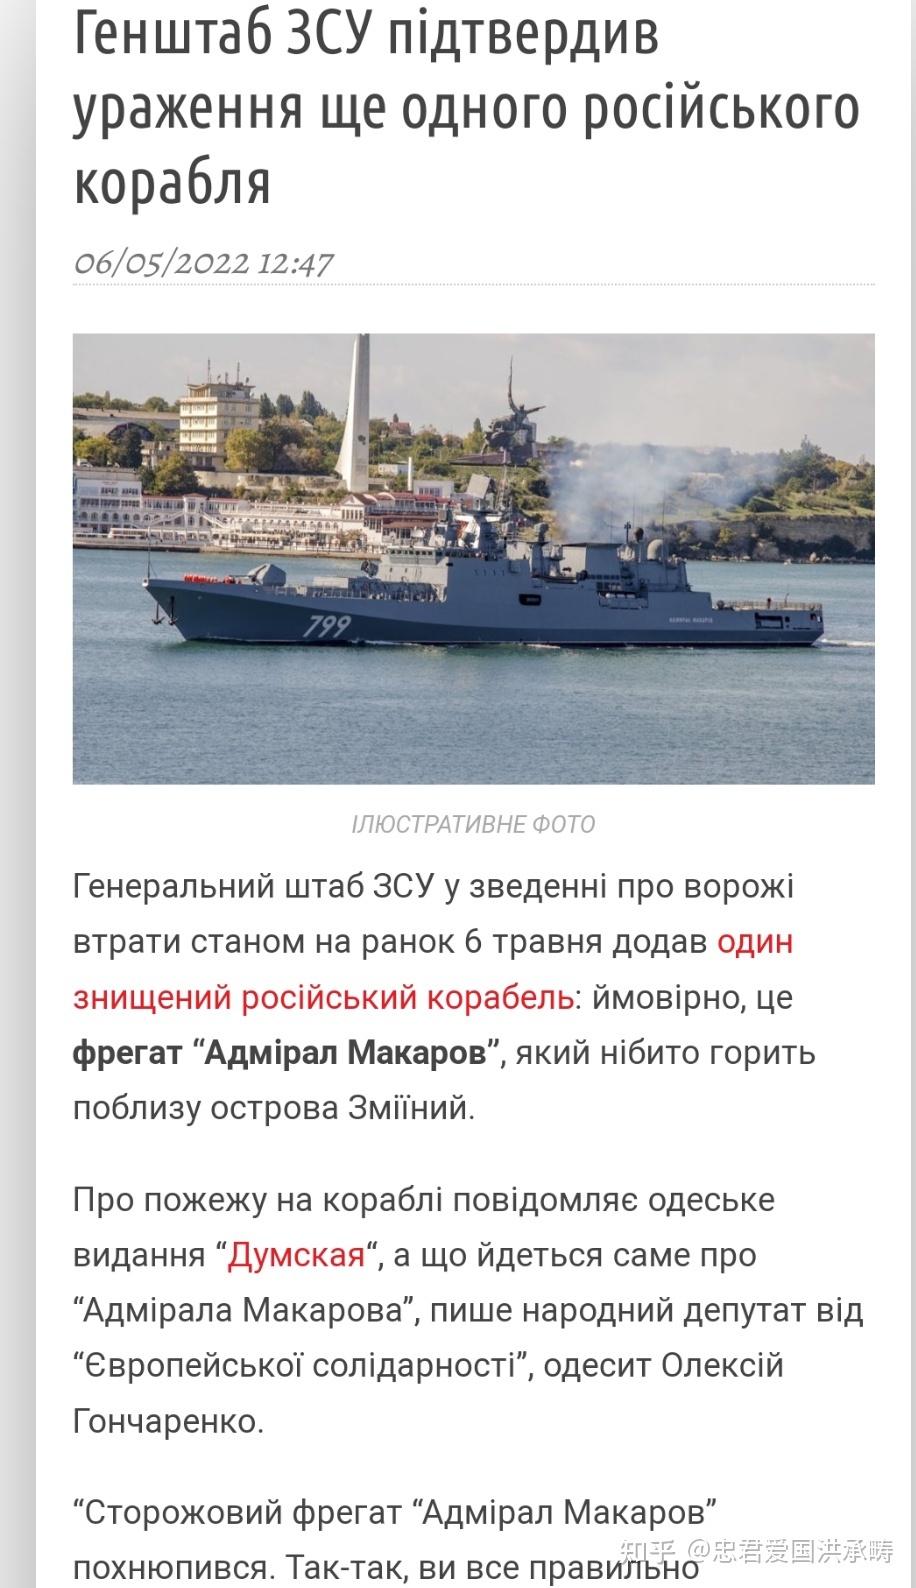 Генштаб ЗСУ підтвердив
ураження ще одного російського
корабля
06/05/2022 12:47
799
АДМИРАЛ МАКАРОВ
ІЛЮСТРАТИВНЕ ФОТО
Генеральний штаб ЗСУ у зведенні про ворожі
втрати станом на ранок 6 травня додав один
знищений російський корабель: ймовірно, це
фрегат “Адмірал Макаров”, який нібито горить
поблизу острова Зміїний.
Про пожежу на кораблі повідомляє одеське
видання “Думская“, а що йдеться саме про
“Адмірала Макарова”, пише народний депутат від
“Європейської солідарності”, одесит Олексій
Гончаренко.
“Сторожовий фрегат “Адмірал Макаров”
похнюпився. Так-так, ви все правильно
知乎 @忠君爱国洪承畴